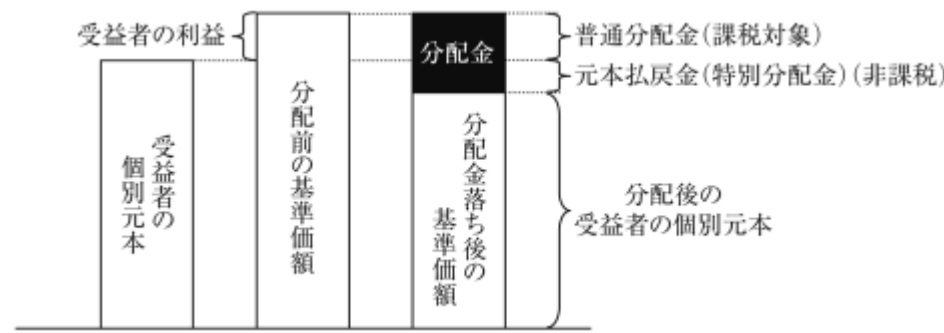 受益者の利益
分配金
普通分配金(課税対象)
元本払戻金(特別分配金)(非課税)
受益者の
個別元本
分配前の基準価額
分配金落ち後の
基準価額
分配後の
受益者の個別元本